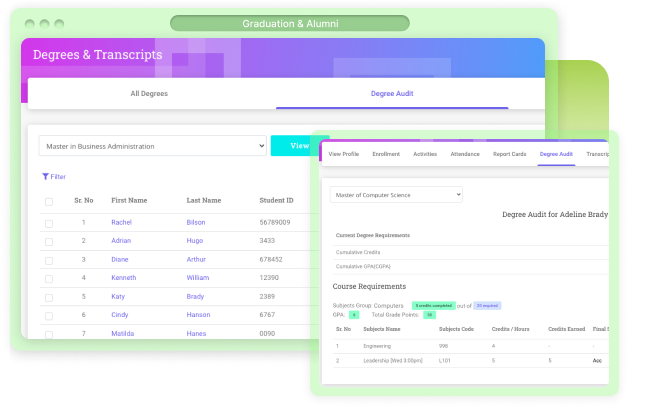 Graduation & Alumni
Degrees & Transcripts
All Degrees
Degree Audit
Master in Business Administration
View
Filter
Sr. No First Name Last Name Student ID
1 Rachel Bilson 56789009
2 Adrian Hugo 3433
3 Diane Arthur 678452
4 Kenneth William 12390
5 Katy Brady 2389
6 Cindy Hanson 6767
7 Matilda Hanes 0090
View Profile Enrollment Activities Attendance Report Cards Degree Audit Transcrip
Master of Computer Science
Degree Audit for Adeline Brady
Current Degree Requirements
Cumulative Credits
Cumulative GPA(CGPA)
Course Requirements
Subjects Group: Computers 5 credits completed out of 33 required
GPA: 4 Total Grade Points: 20
Sr. No Subjects Name Subjects Code Credits / Hours Credits Earned Final
1 Engineering 998 4 - -
2 Leadership [Wed 3:00pm] L101 5 5 Acc